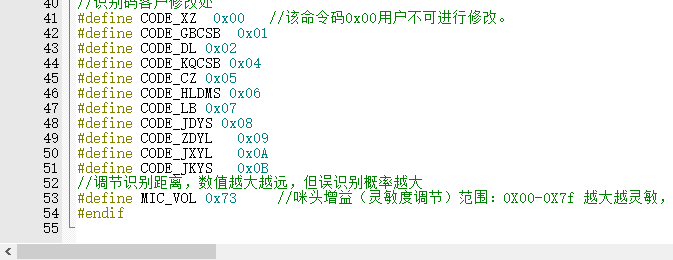 40 //识别码客户修改处
41 #define CODE_XZ  0x00   //该命令码0x00用户不可进行修改。
42 #define CODE_GBCSB  0x01
43 #define CODE_DL 0x02
44 #define CODE_KQCSB 0x04
45 #define CODE_CZ 0x05
46 #define CODE_HLDMS 0x06
47 #define CODE_LB 0x07
48 #define CODE_JDYS 0x08
49 #define CODE_ZDYL   0x09
50 #define CODE_JXYL   0x0A
51 #define CODE_JKYS   0x0B
52 //调节识别距离，数值越大越远，但误识别概率越大
53 #define MIC_VOL 0x73     //咪头增益（灵敏度调节）范围：0X00-0X7f 越大越灵敏，
54 #endif
55